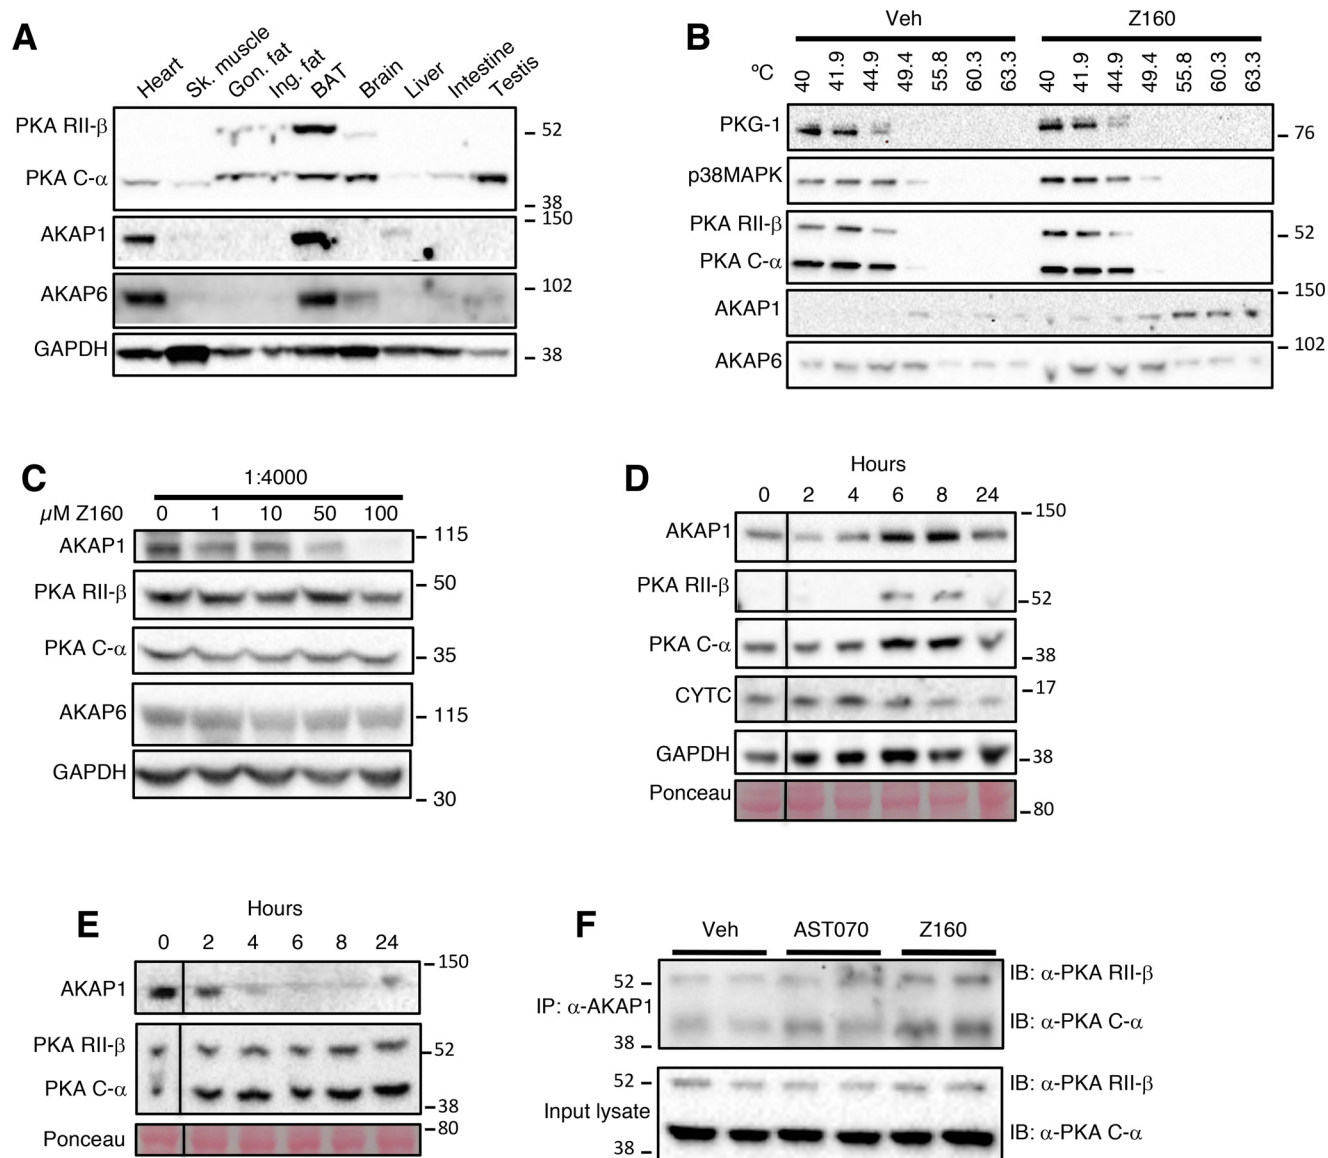 A
Heart
Sk. muscle
Gon. fat
Ing. fat
BAT
Brain
Liver
Intestine
Testis
PKA RII-β
52
PKA C-α
38
150
AKAP1
AKAP6
102
GAPDH
38
B
Veh Z160
ºC 40 41.9 44.9 49.4 55.8 60.3 63.3 40 41.9 44.9 49.4 55.8 60.3 63.3
PKG-1
76
p38MAPK
PKA RII-β
52
PKA C-α
150
AKAP1
102
AKAP6
C
1:4000
µM Z160 0 1 10 50 100
AKAP1 115
PKA RII-β 50
PKA C-α 35
AKAP6 115
GAPDH
30
D
Hours
0 2 4 6 8 24
150
AKAP1
PKA RII-β
52
PKA C-α
38
CYTC 17
GAPDH 38
Ponceau
80
E
Hours
0 2 4 6 8 24
150
AKAP1
PKA RII-β 52
PKA C-α
38
80
Ponceau
F
Veh AST070 Z160
52 IB: α-PKA RII-β
IP: α-AKAP1
IB: α-PKA C-α
38
52 IB: α-PKA RII-β
Input lysate
IB: α-PKA C-α
38